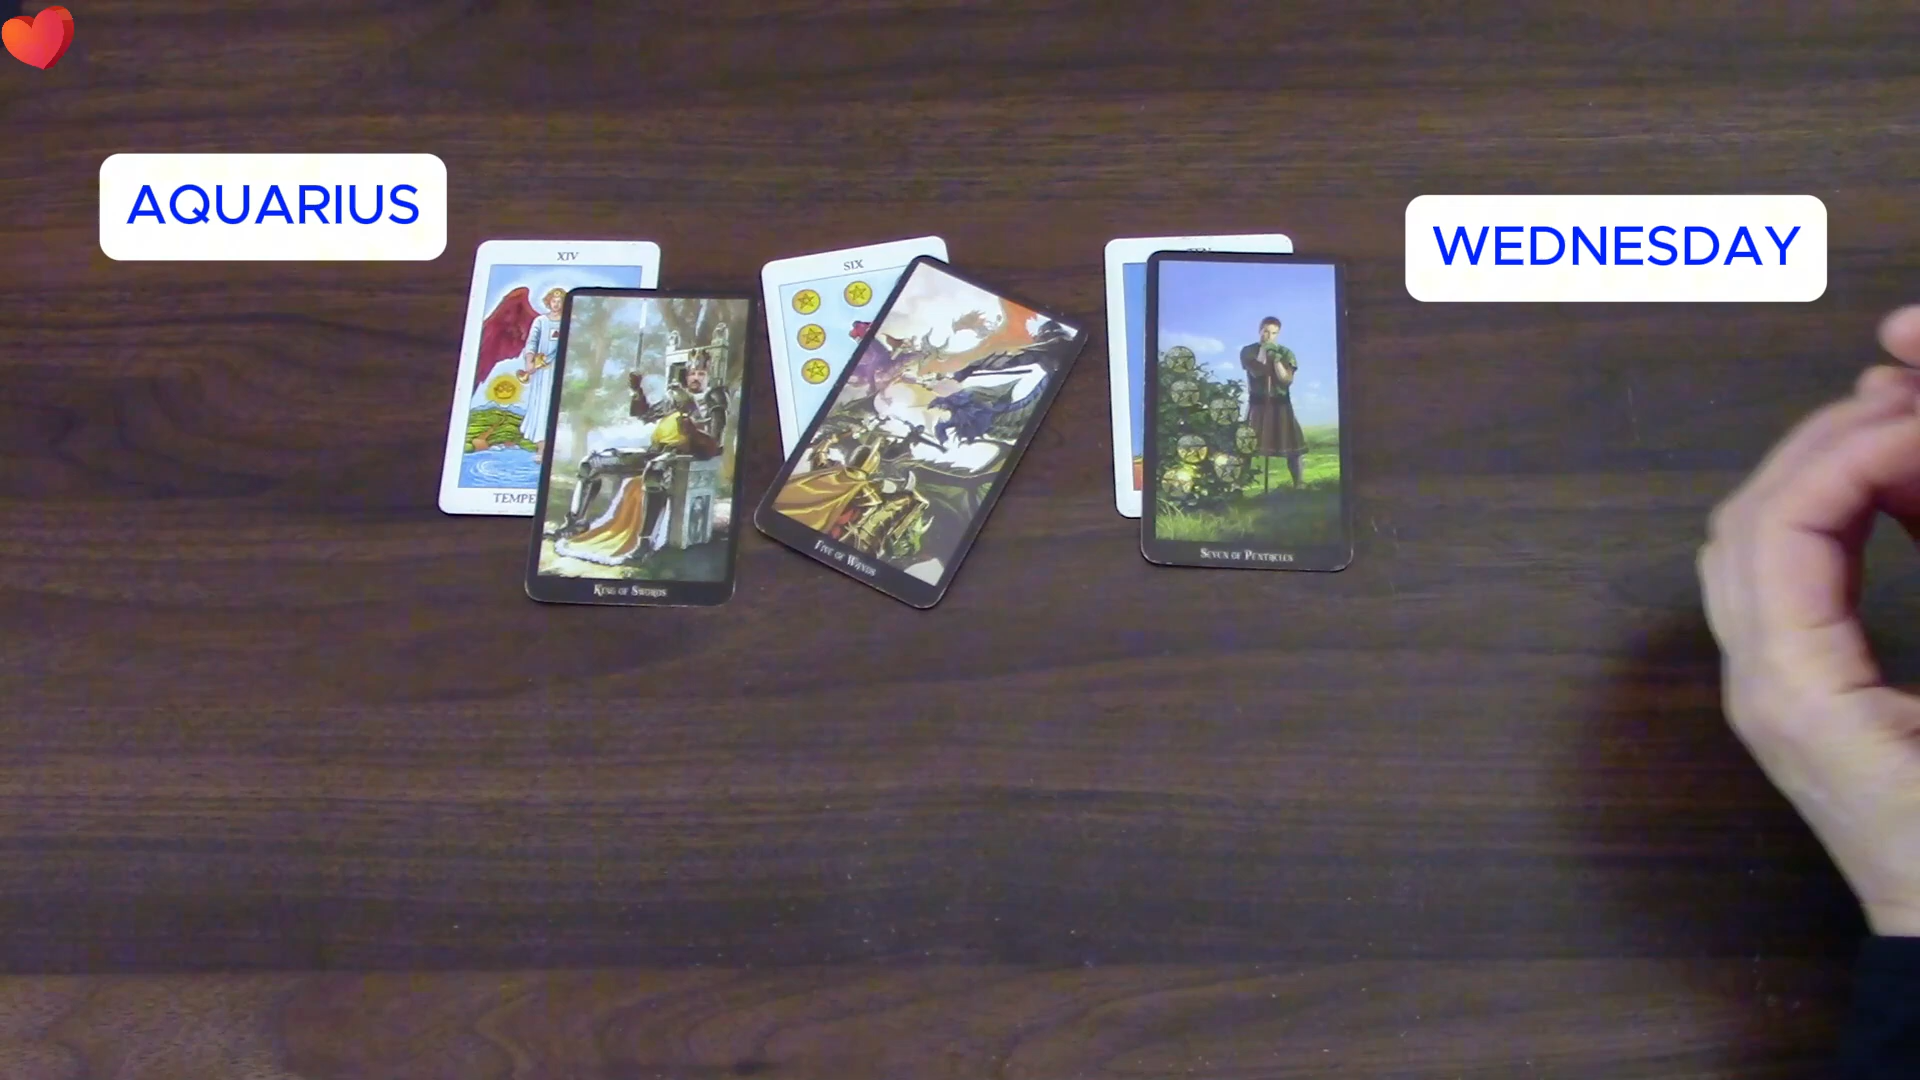 AQUARIUS
WEDNESDAY
XIV
SIX
TEMPE
KING OF SWORDS
FIVE OF WANDS
SEVEN OF PENTACLES